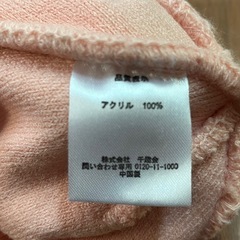 品質表示
アクリル 100%
株式会社 千趣会
問い合わせ専用 0120-11-1000
中国製